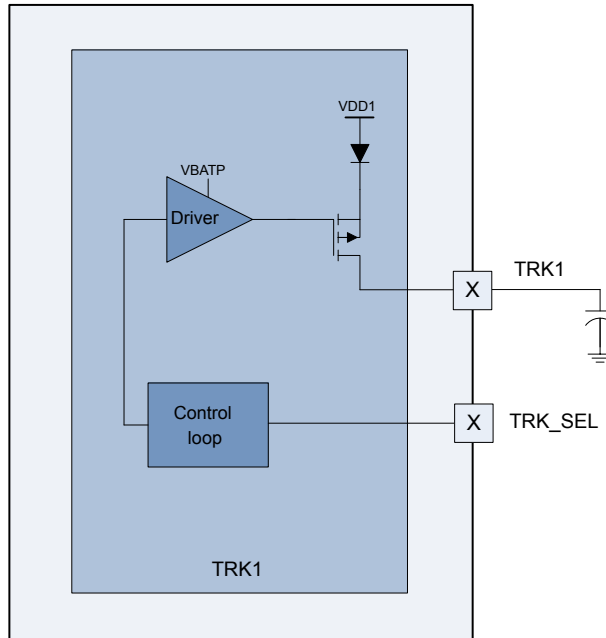 VDD1
VBATP
Driver
X
TRK1
Control
loop
X
TRK_SEL
TRK1